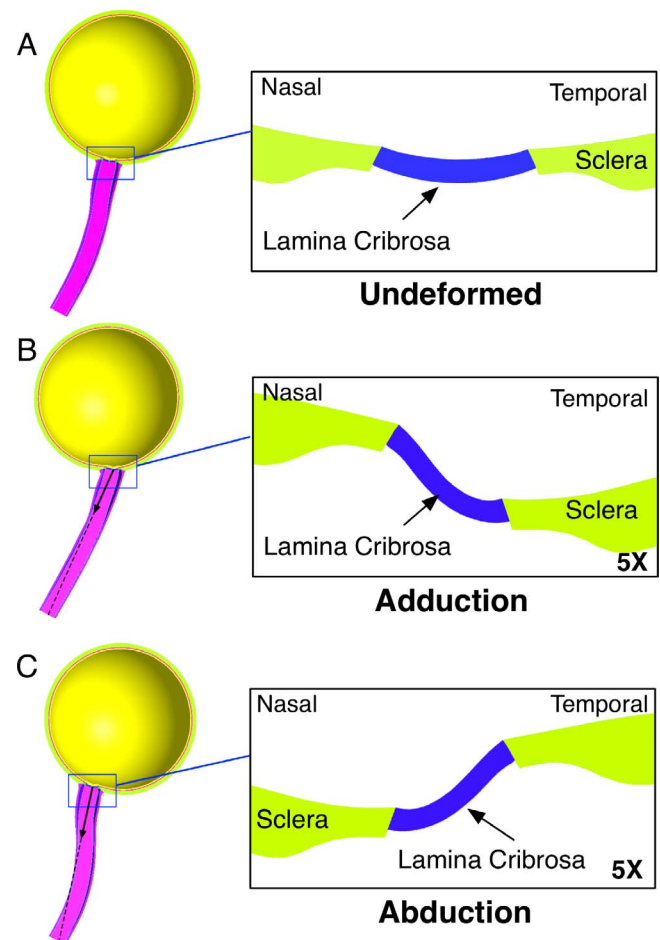 A
Nasal
Temporal
Sclera
Lamina Cribrosa
Undeformed
B
Nasal
Temporal
Lamina Cribrosa
Sclera
5X
Adduction
C
Nasal
Temporal
Sclera
Lamina Cribrosa
5X
Abduction